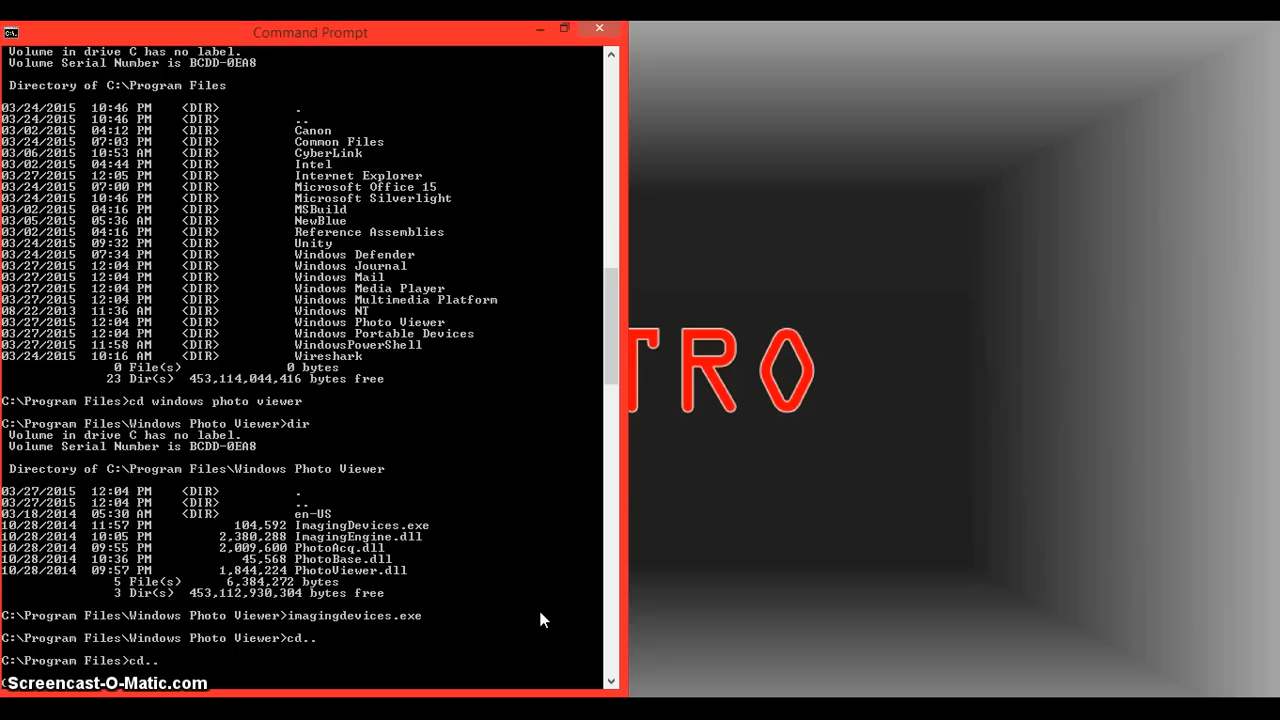 Command Prompt
Volume in drive C has no label.
Volume Serial Number is BCDD-0EA8
Directory of C:\Program Files
03/24/2015 10:46 PM <DIR> .
03/24/2015 10:46 PM <DIR> ..
03/02/2015 04:12 PM <DIR> Canon
03/24/2015 07:03 PM <DIR> Common Files
03/06/2015 10:53 AM <DIR> CyberLink
03/02/2015 04:44 PM <DIR> Intel
03/27/2015 12:05 PM <DIR> Internet Explorer
03/24/2015 07:00 PM <DIR> Microsoft Office 15
03/24/2015 10:46 PM <DIR> Microsoft Silverlight
03/02/2015 04:16 PM <DIR> MSBuild
03/05/2015 05:36 AM <DIR> NewBlue
03/02/2015 04:16 PM <DIR> Reference Assemblies
03/24/2015 09:32 PM <DIR> Unity
03/24/2015 07:34 PM <DIR> Windows Defender
03/27/2015 12:04 PM <DIR> Windows Journal
03/27/2015 12:04 PM <DIR> Windows Mail
03/27/2015 12:04 PM <DIR> Windows Media Player
03/27/2015 12:04 PM <DIR> Windows Multimedia Platform
08/22/2013 11:36 AM <DIR> Windows NT
03/27/2015 12:04 PM <DIR> Windows Photo Viewer
03/27/2015 12:04 PM <DIR> Windows Portable Devices
03/27/2015 11:58 AM <DIR> WindowsPowerShell
03/24/2015 10:16 AM <DIR> Wireshark
0 File(s) 0 bytes
23 Dir(s) 453,114,044,416 bytes free
C:\Program Files>cd windows photo viewer
C:\Program Files\Windows Photo Viewer>dir
Volume in drive C has no label.
Volume Serial Number is BCDD-0EA8
Directory of C:\Program Files\Windows Photo Viewer
03/27/2015 12:04 PM <DIR> .
03/27/2015 12:04 PM <DIR> ..
03/18/2014 05:30 AM <DIR> en-US
10/28/2014 11:57 PM 104,592 ImagingDevices.exe
10/28/2014 10:05 PM 2,380,288 ImagingEngine.dll
10/28/2014 09:55 PM 2,009,600 PhotoAcq.dll
10/28/2014 10:36 PM 45,568 PhotoBase.dll
10/28/2014 09:57 PM 1,844,224 PhotoViewer.dll
5 File(s) 6,384,272 bytes
3 Dir(s) 453,112,930,304 bytes free
C:\Program Files\Windows Photo Viewer>imagingdevices.exe
C:\Program Files\Windows Photo Viewer>cd..
C:\Program Files>cd..
Screencast-O-Matic.com
TRO